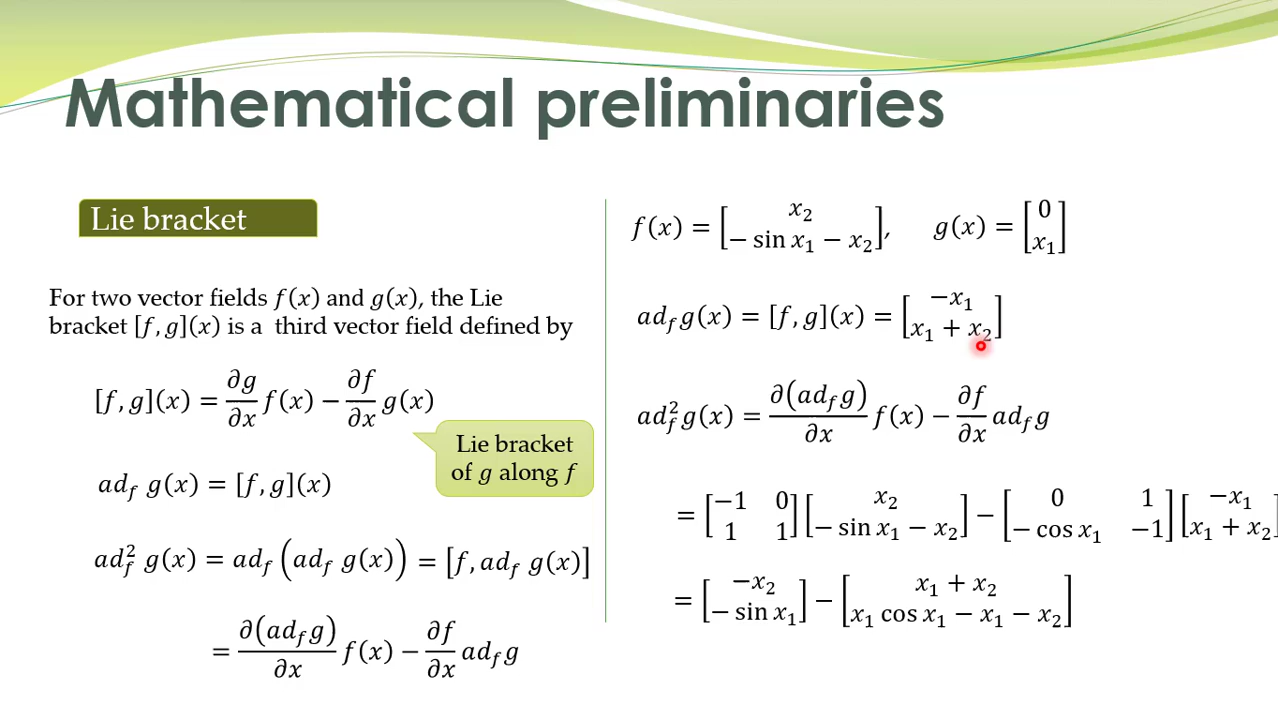 Mathematical preliminaries
Lie bracket
For two vector fields f(x) and g(x), the Lie
bracket [f, g](x) is a third vector field defined by
[f, g](x) = ∂g/∂x f(x) − ∂f/∂x g(x)
Lie bracket
of g along f
ad_f g(x) = [f, g](x)
ad_f^2 g(x) = ad_f (ad_f g(x)) = [f, ad_f g(x)]
= ∂(ad_f g)/∂x f(x) − ∂f/∂x ad_f g
f(x) = [x_2; − sin x_1 − x_2], g(x) = [0; x_1]
ad_f g(x) = [f, g](x) = [−x_1; x_1 + x_2]
ad_f^2 g(x) = ∂(ad_f g)/∂x f(x) − ∂f/∂x ad_f g
= [−1 0; 1 1] [x_2; − sin x_1 − x_2] − [0 1; − cos x_1 −1] [−x_1; x_1 + x_2]
= [−x_2; − sin x_1] − [x_1 + x_2; x_1 cos x_1 − x_1 − x_2]